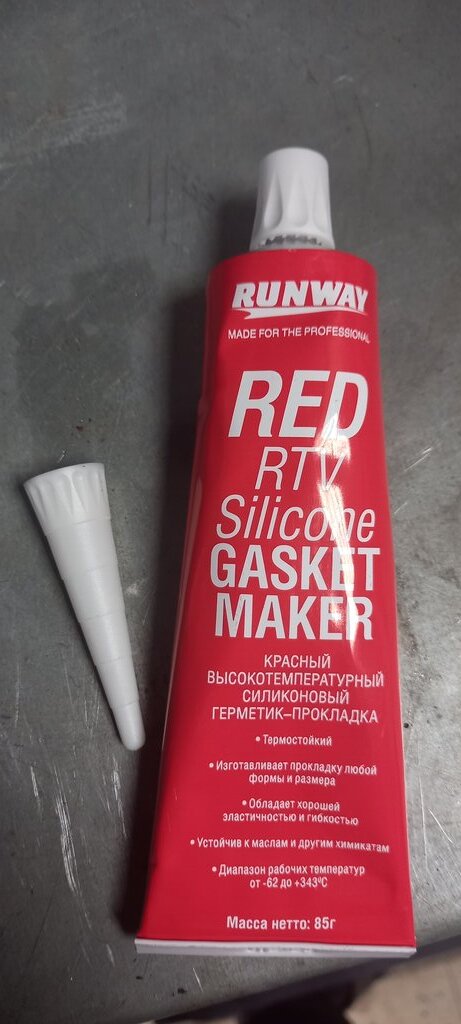 RUNWAY
MADE FOR THE PROFESSIONAL
RED
RTV
Silicone
GASKET
MAKER
КРАСНЫЙ
ВЫСОКОТЕМПЕРАТУРНЫЙ
СИЛИКОНОВЫЙ
ГЕРМЕТИК–ПРОКЛАДКА
• Термостойкий
• Изготавливает прокладку любой
формы и размера
• Обладает хорошей
эластичностью и гибкостью
• Устойчив к маслам и другим химикатам
• Диапазон рабочих температур
от -62 до +343ºС
Масса нетто: 85г